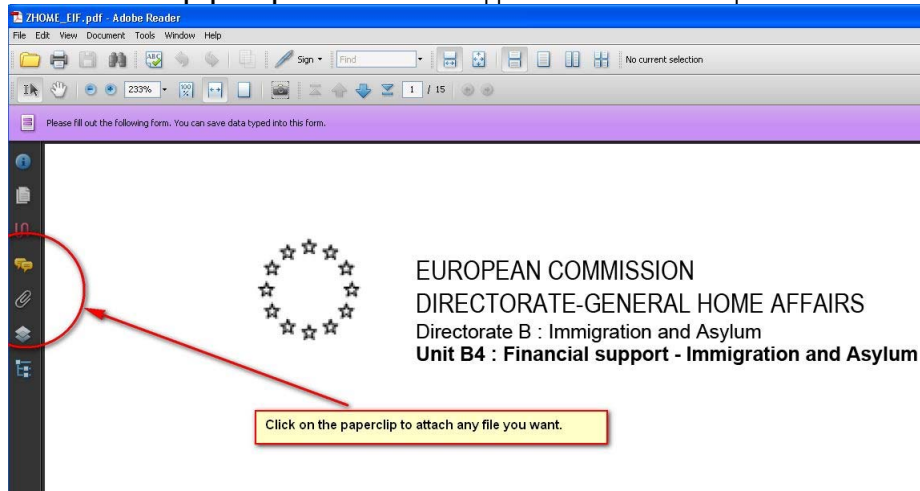 ZHOME_EIF.pdf - Adobe Reader
File Edit View Document Tools Window Help
Sign Find No current selection
233% 100% 1 / 15
Please fill out the following form. You can save data typed into this form.
EUROPEAN COMMISSION
DIRECTORATE-GENERAL HOME AFFAIRS
Directorate B : Immigration and Asylum
Unit B4 : Financial support - Immigration and Asylum
Click on the paperclip to attach any file you want.